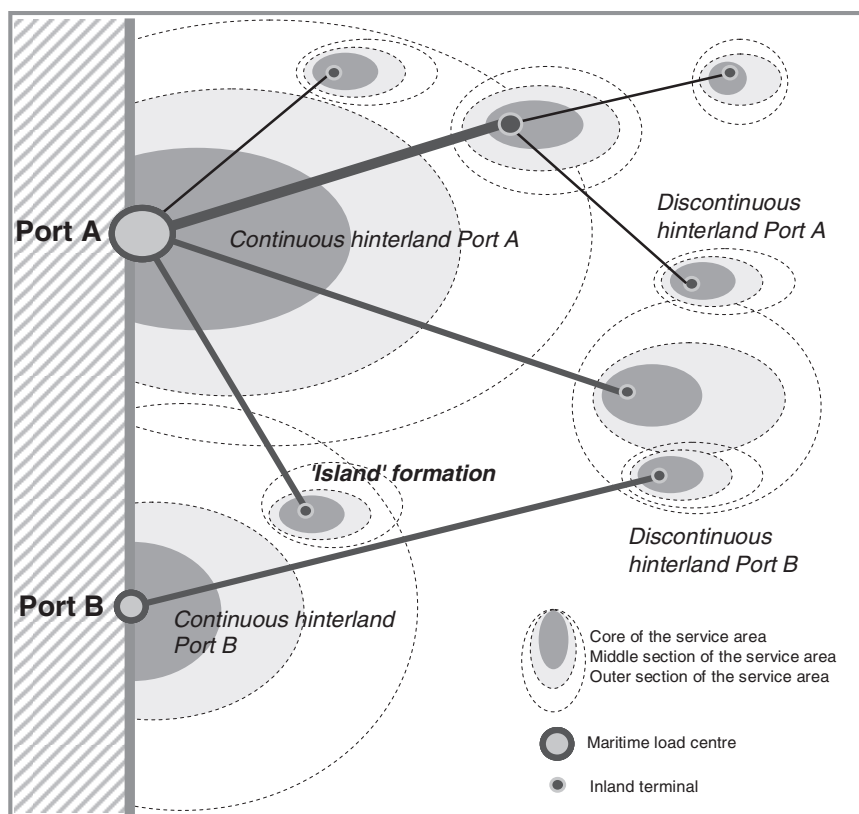 Discontinuous
hinterland Port A
Port A
Continuous hinterland Port A
'Island' formation
Discontinuous
hinterland Port B
Port B
Continuous hinterland
Port B
Core of the service area
Middle section of the service area
Outer section of the service area
Maritime load centre
Inland terminal